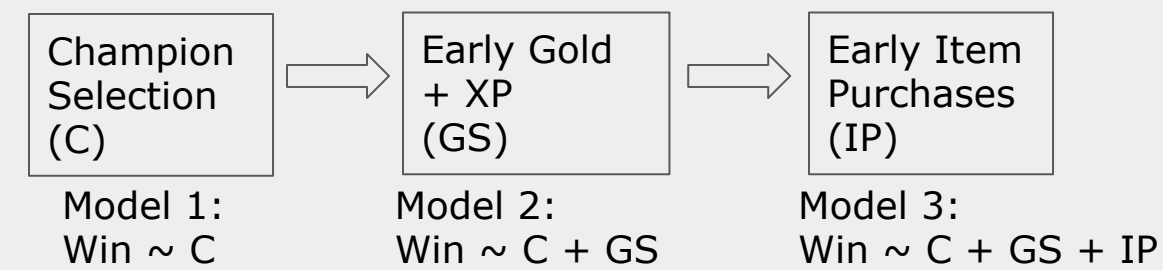 Champion
Selection
(C)
Early Gold
+ XP
(GS)
Early Item
Purchases
(IP)
Model 1:
Win ~ C
Model 2:
Win ~ C + GS
Model 3:
Win ~ C + GS + IP